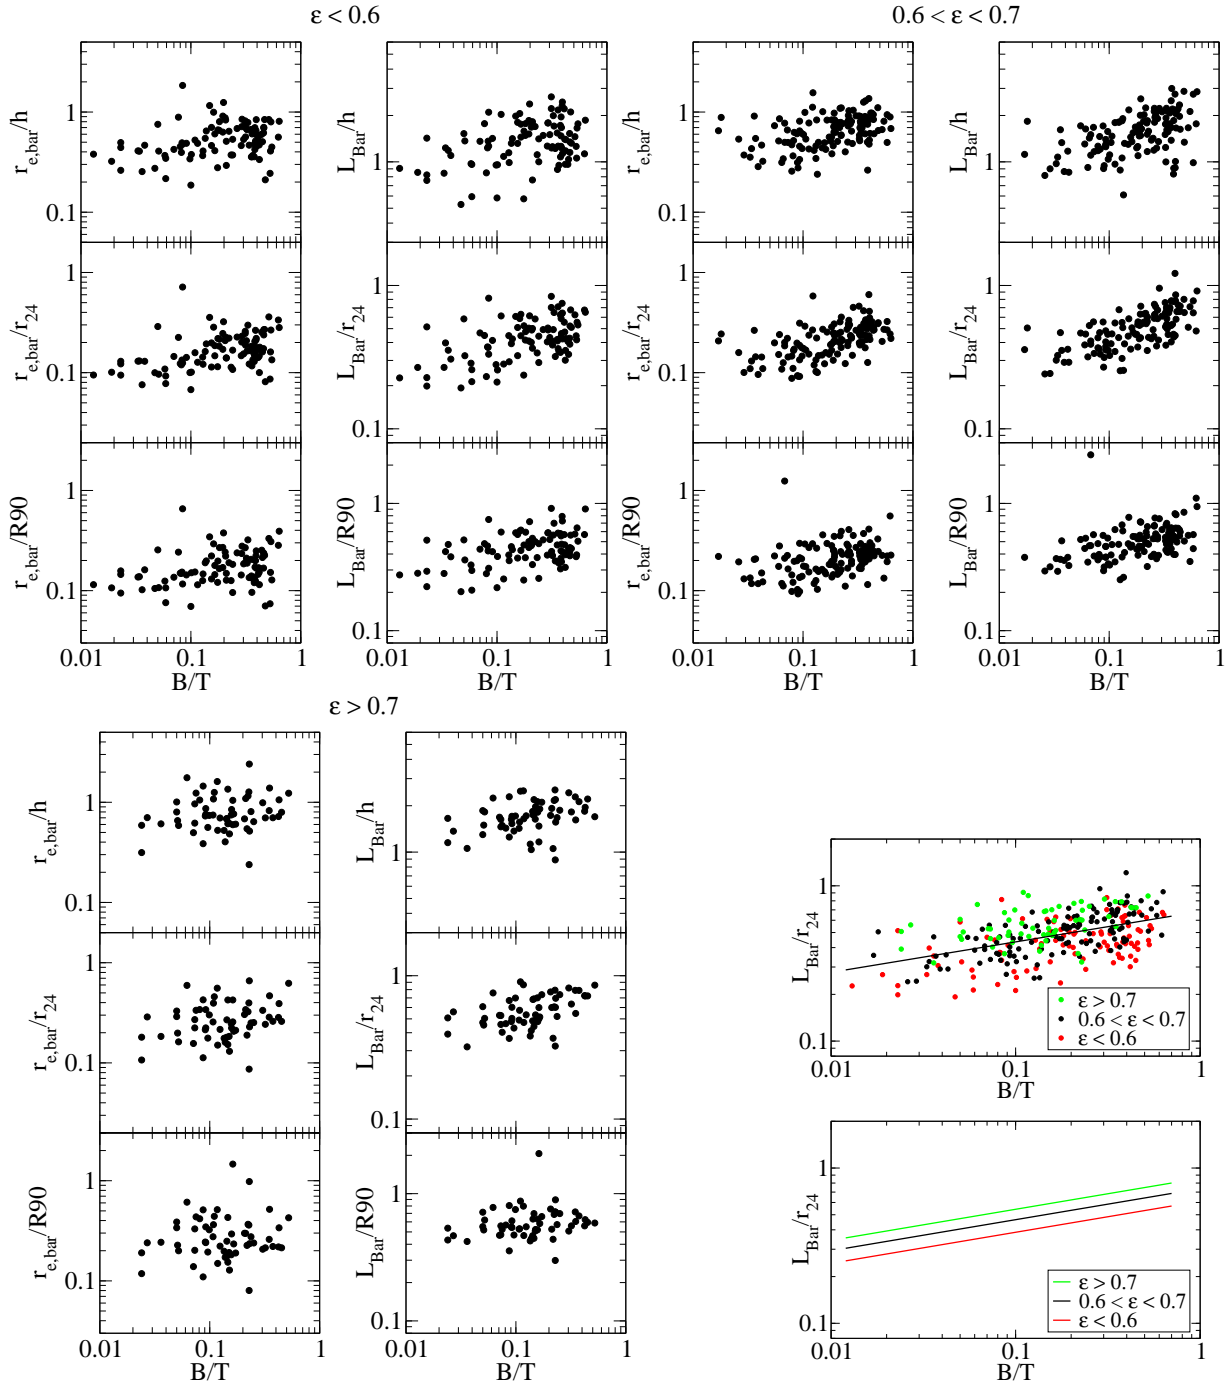 ε < 0.6
0.6 < ε < 0.7
r_e,bar/h
1
0.1
L_Bar/h
1
r_e,bar/h
1
0.1
L_Bar/h
1
r_e,bar/r_24
1
0.1
L_Bar/r_24
1
0.1
r_e,bar/r_24
1
0.1
L_Bar/r_24
1
0.1
r_e,bar/R90
1
0.1
L_Bar/R90
1
0.1
r_e,bar/R90
1
0.1
L_Bar/R90
1
0.1
0.01 0.1 1
0.01 0.1 1
0.01 0.1 1
0.01 0.1 1
B/T
B/T
B/T
B/T
ε > 0.7
r_e,bar/h
1
0.1
L_Bar/h
1
r_e,bar/r_24
1
0.1
L_Bar/r_24
1
0.1
r_e,bar/R90
1
0.1
L_Bar/R90
1
0.1
0.01 0.1 1
0.01 0.1 1
B/T
B/T
L_Bar/r_24
1
0.1
ε > 0.7
0.6 < ε < 0.7
ε < 0.6
0.01 0.1 1
B/T
L_Bar/r_24
1
0.1
ε > 0.7
0.6 < ε < 0.7
ε < 0.6
0.01 0.1 1
B/T